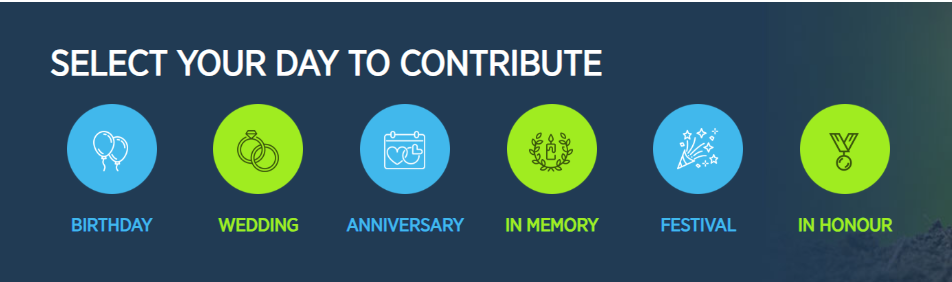 SELECT YOUR DAY TO CONTRIBUTE
BIRTHDAY WEDDING ANNIVERSARY IN MEMORY FESTIVAL IN HONOUR